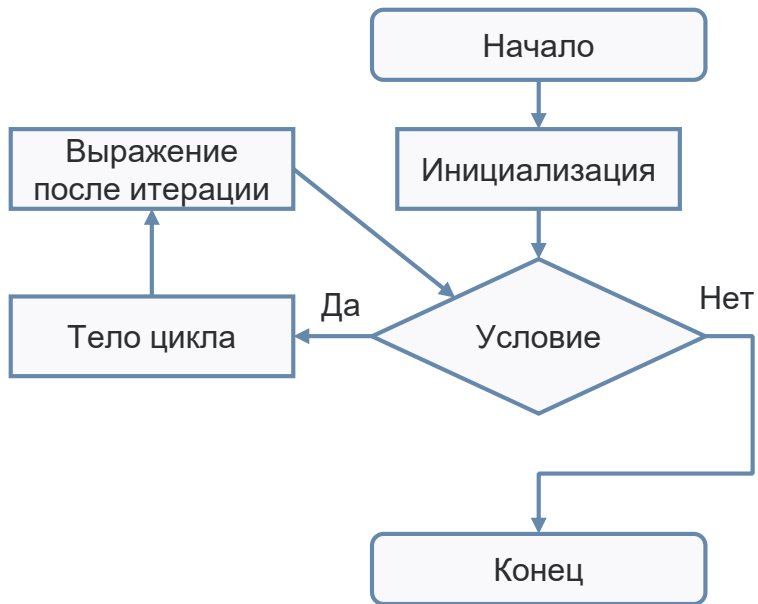 Начало
Инициализация
Выражение
после итерации
Да
Нет
Тело цикла
Условие
Конец